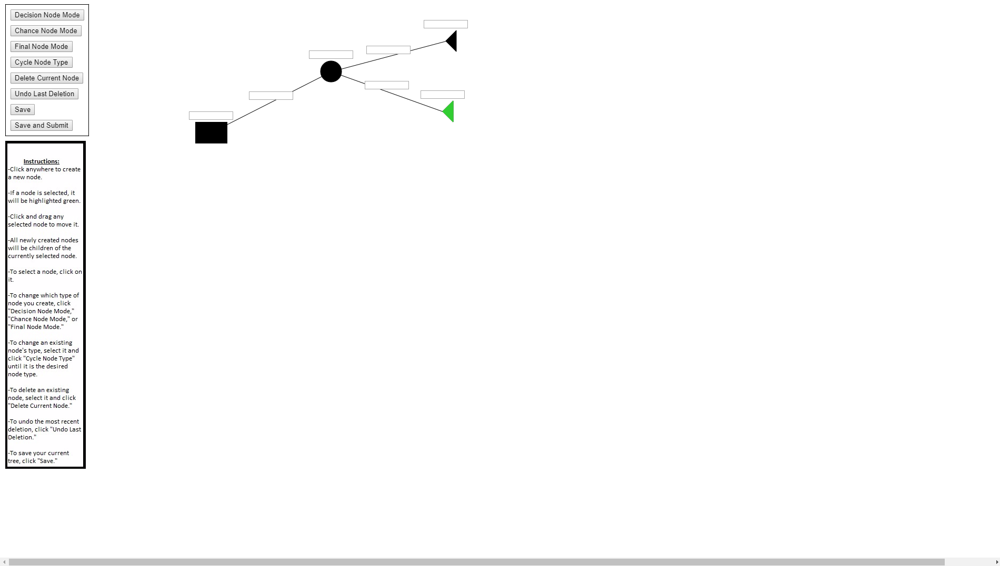 Decision Node Mode
Chance Node Mode
Final Node Mode
Cycle Node Type
Delete Current Node
Undo Last Deletion
Save
Save and Submit
Instructions:
-Click anywhere to create
a new node.
-If a node is selected, it
will be highlighted green.
-Click and drag any
selected node to move it.
-All newly created nodes
will be children of the
currently selected node.
-To select a node, click on
it.
-To change which type of
node you create, click
"Decision Node Mode,"
"Chance Node Mode," or
"Final Node Mode."
-To change an existing
node's type, select it and
click "Cycle Node Type"
until it is the desired
node type.
-To delete an existing
node, select it and click
"Delete Current Node."
-To undo the most recent
deletion, click "Undo Last
Deletion."
-To save your current
tree, click "Save."